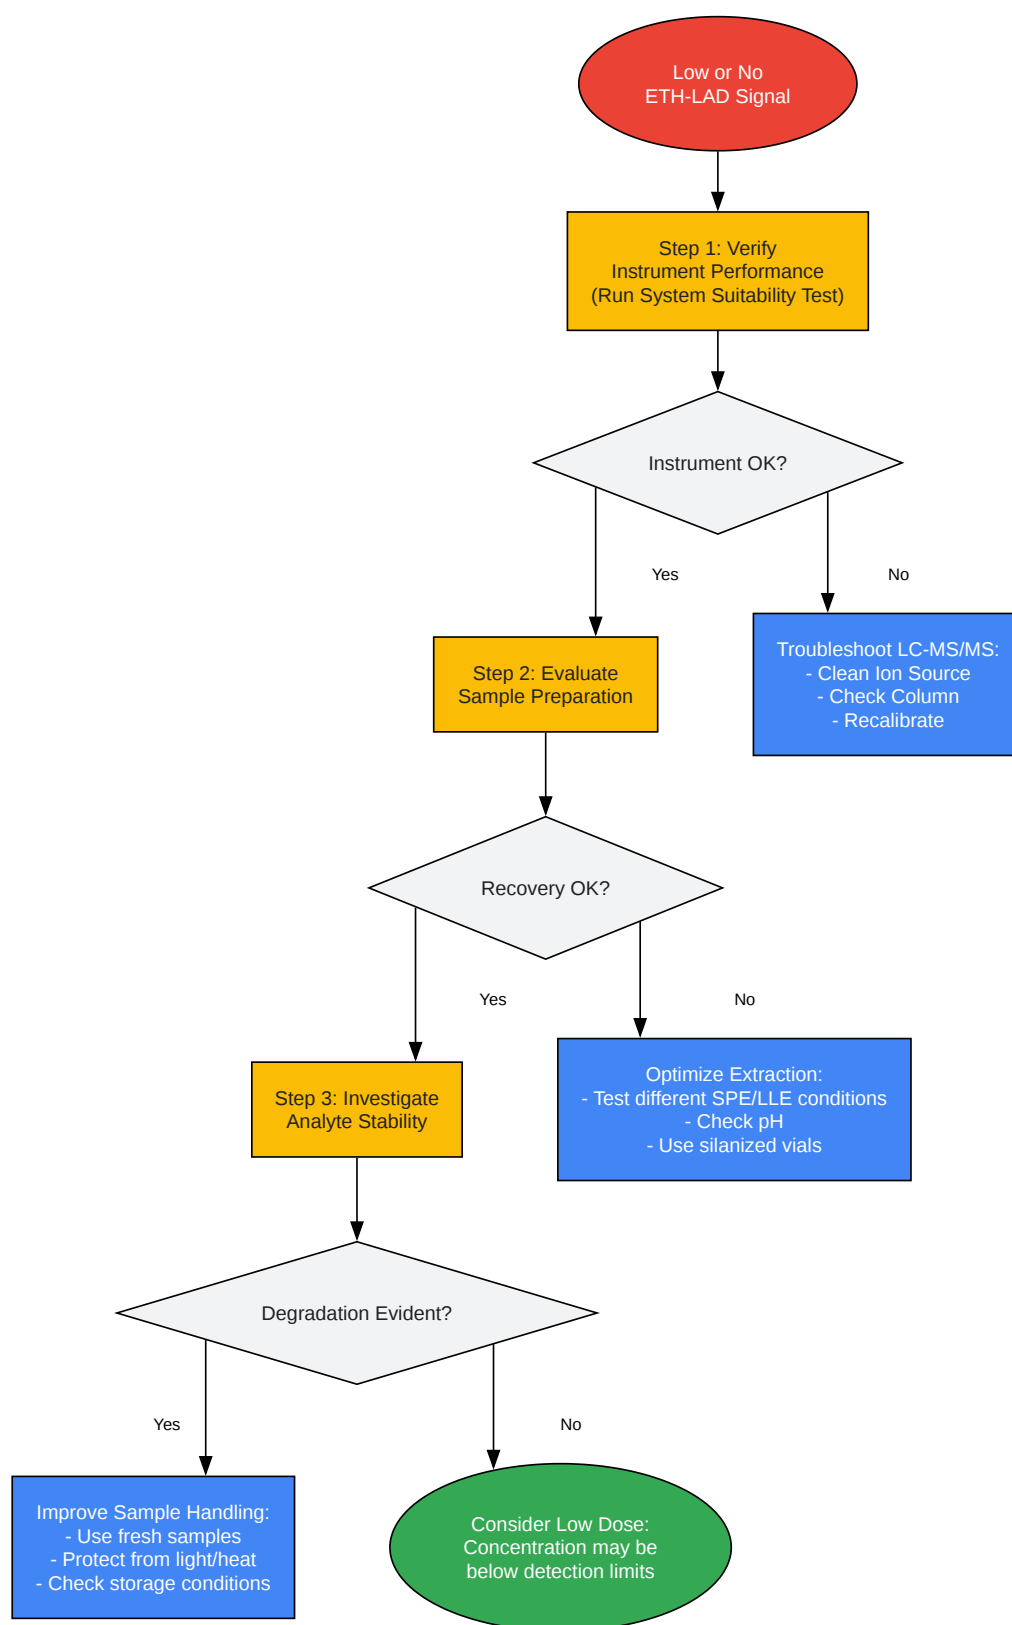 Low or No
ETH-LAD Signal
Step 1: Verify
Instrument Performance
(Run System Suitability Test)
Instrument OK?
Yes
No
Step 2: Evaluate
Sample Preparation
Troubleshoot LC-MS/MS:
- Clean Ion Source
- Check Column
- Recalibrate
Recovery OK?
Yes
No
Step 3: Investigate
Analyte Stability
Optimize Extraction:
- Test different SPE/LLE conditions
- Check pH
- Use silanized vials
Degradation Evident?
Yes
No
Improve Sample Handling:
- Use fresh samples
- Protect from light/heat
- Check storage conditions
Consider Low Dose:
Concentration may be
below detection limits